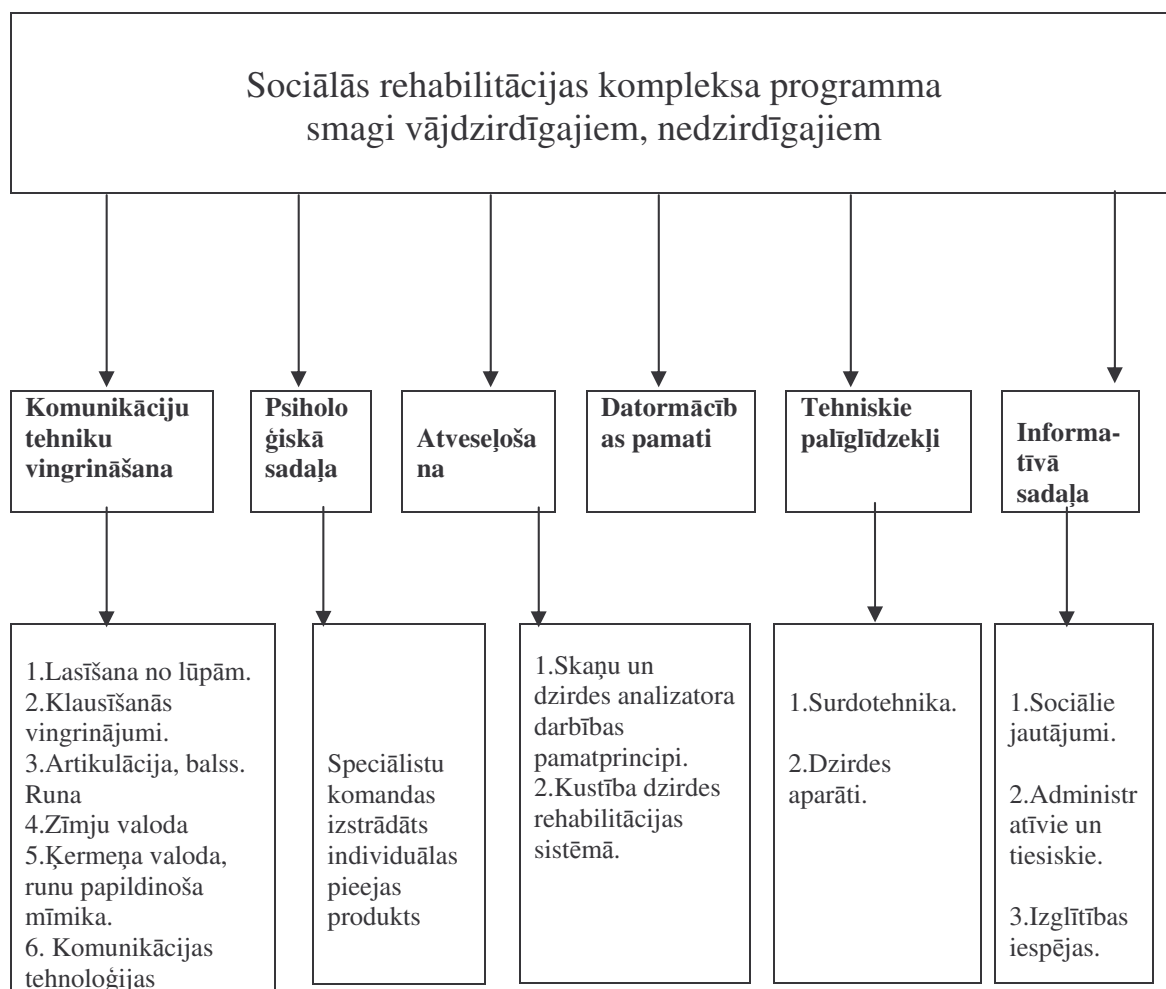 Sociālās rehabilitācijas kompleksa programma
smagi vājdzirdīgajiem, nedzirdīgajiem
Komunikāciju
tehniku
vingrināšana
Psiholo
ģiskā
sadaļa
Atveseļoša
na
Datormācīb
as pamati
Tehniskie
palīglīdzekļi
Informa-
tīvā
sadaļa
1.Lasīšana no lūpām.
2.Klausīšanās
vingrinājumi.
3.Artikulācija, balss.
Runa
4.Zīmju valoda
5.Ķermeņa valoda,
runu papildinoša
mīmika.
6. Komunikācijas
tehnoloģijas
Speciālistu
komandas
izstrādāts
individuālas
pieejas
produkts
1.Skaņu un
dzirdes analizatora
darbības
pamatprincipi.
2.Kustība dzirdes
rehabilitācijas
sistēmā.
1.Surdotehnika.
2.Dzirdes
aparāti.
1.Sociālie
jautājumi.
2.Administr
atīvie un
tiesiskie.
3.Izglītības
iespējas.